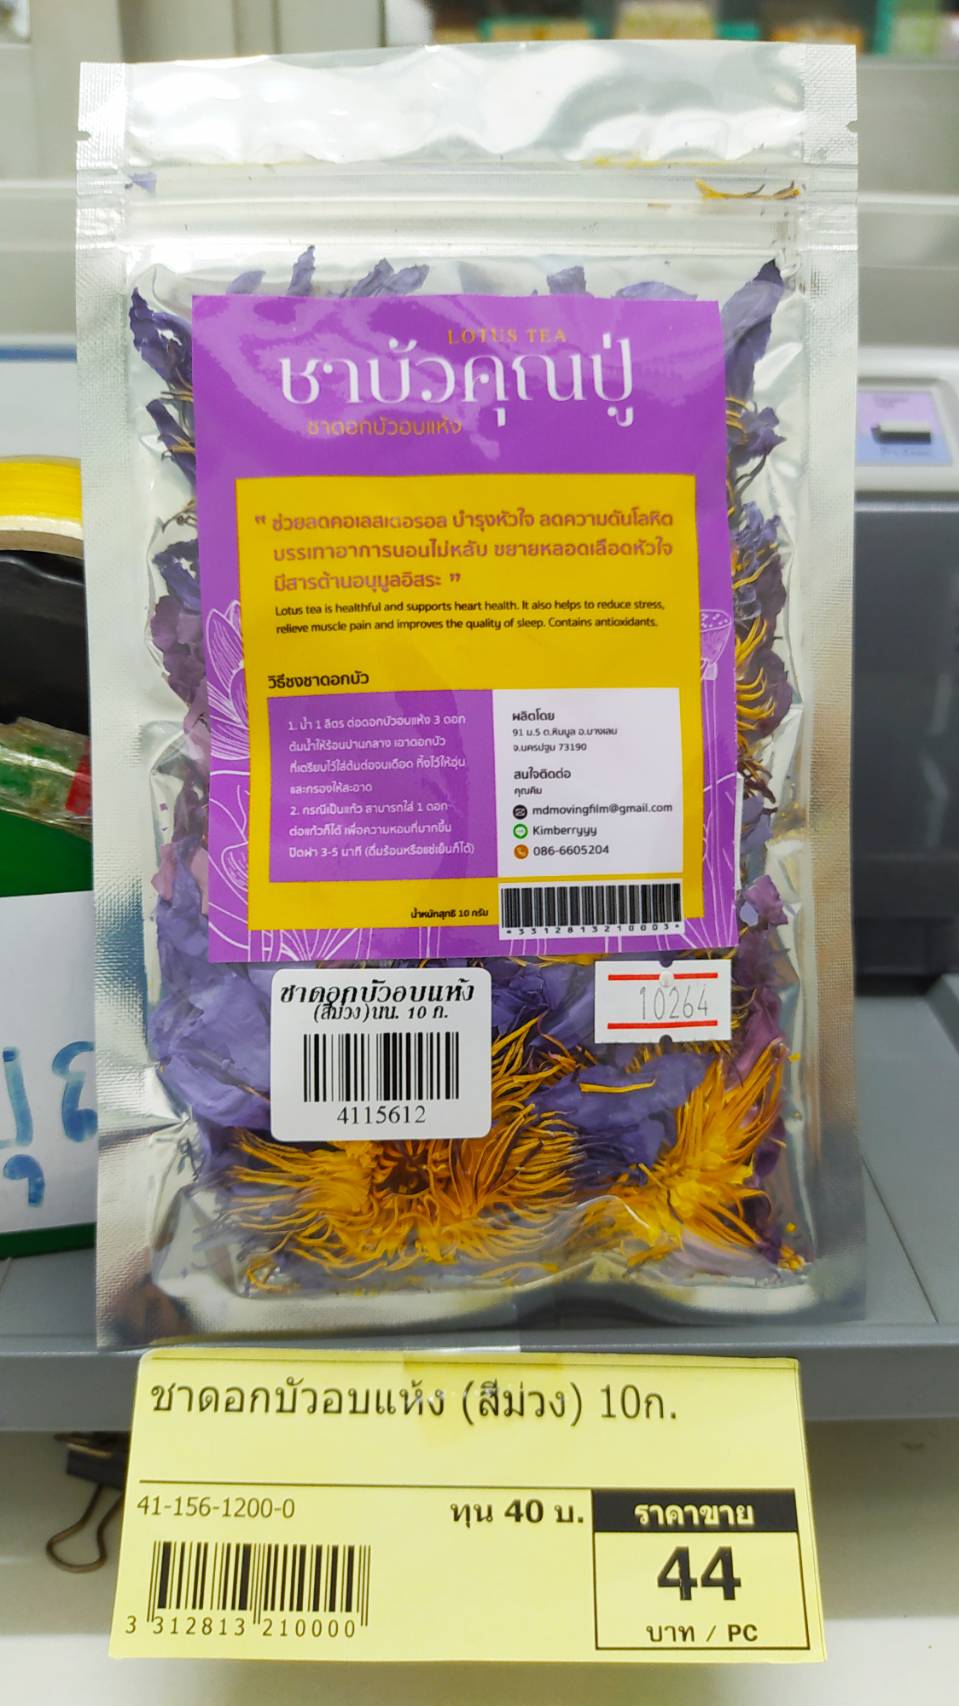 LOTUS TEA
ชาบัวคุณปู่
ชาดอกบัวอบแห้ง
“ ช่วยลดคอเลสเตอรอล บำรุงหัวใจ ลดความดันโลหิต
บรรเทาอาการนอนไม่หลับ ขยายหลอดเลือดหัวใจ
มีสารต้านอนุมูลอิสระ ”
Lotus tea is healthful and supports heart health. It also helps to reduce stress,
relieve muscle pain and improves the quality of sleep. Contains antioxidants.
วิธีชงชาดอกบัว
1. น้ำ 1 ลิตร ต่อดอกบัวอบแห้ง 3 ดอก
ต้มน้ำให้ร้อนปานกลาง เอาดอกบัว
ที่เตรียมไว้ใส่ต้มต่อจนเดือด ทิ้งไว้ให้อุ่น
และกรองให้สะอาด
2. กรณีเป็นแก้ว สามารถใส่ 1 ดอก
ต่อแก้วก็ได้ เพื่อความหอมที่มากขึ้น
ปิดฝา 3-5 นาที (ดื่มร้อนหรือแช่เย็นก็ได้)
ผลิตโดย
91 ม.5 ต.หินมูล อ.บางเลน
จ.นครปฐม 73190
สนใจติดต่อ
คุณคิม
mdmovingfilm@gmail.com
Kimberryyy
086-6605204
น้ำหนักสุทธิ 10 กรัม
*3312813210003*
ชาดอกบัวอบแห้ง
(สีม่วง)นน. 10 ก.
4115612
10264
ชาดอกบัวอบแห้ง (สีม่วง) 10ก.
41-156-1200-0
ทุน 40 บ.
ราคาขาย
44
บาท / PC
3 312813 210000